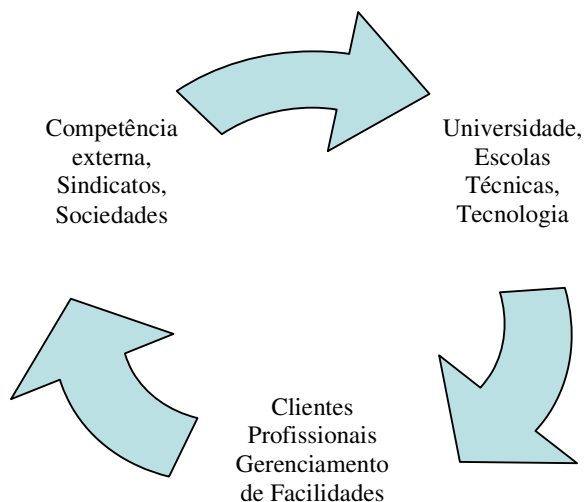 Competência
externa,
Sindicatos,
Sociedades
Universidade,
Escolas
Técnicas,
Tecnologia
Clientes
Profissionais
Gerenciamento
de Facilidades